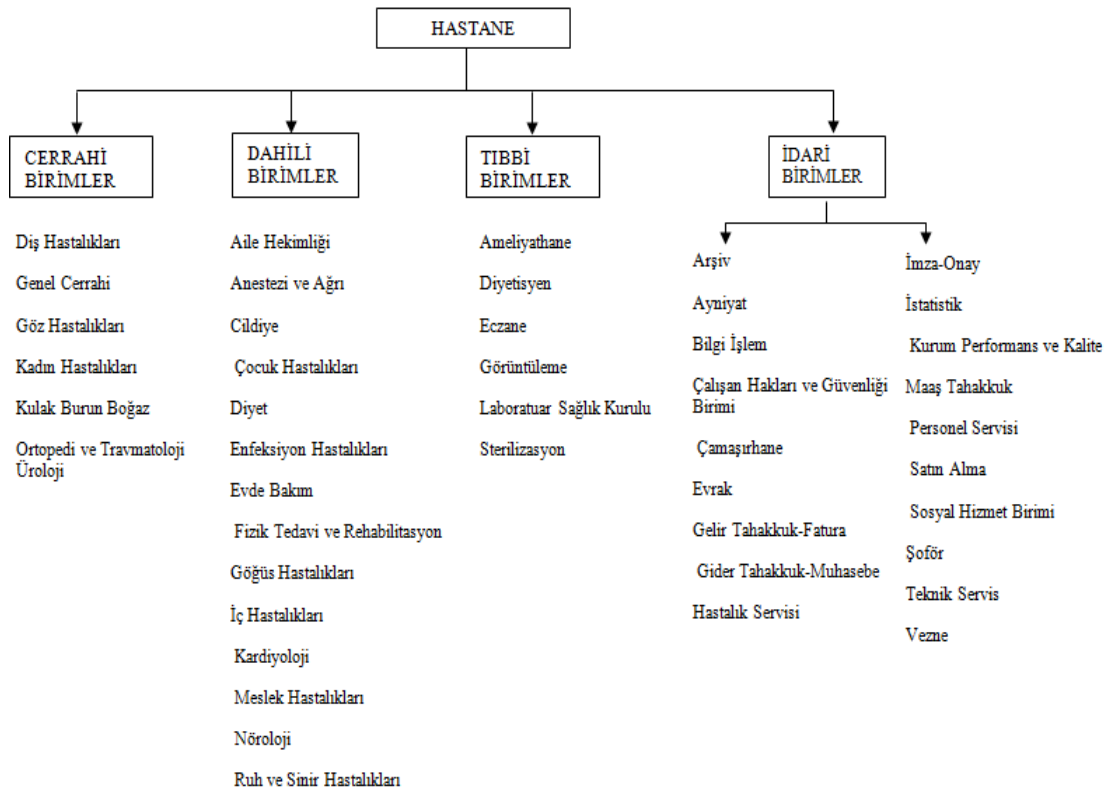 HASTANE
CERRAHİ
BİRİMLER
DAHİLİ
BİRİMLER
TIBBİ
BİRİMLER
İDARİ
BİRİMLER
Diş Hastalıkları
Genel Cerrahi
Göz Hastalıkları
Kadın Hastalıkları
Kulak Burun Boğaz
Ortopedi ve Travmatoloji
Üroloji
Aile Hekimliği
Anestezi ve Ağrı
Cildiye
Çocuk Hastalıkları
Diyet
Enfeksiyon Hastalıkları
Evde Bakım
Fizik Tedavi ve Rehabilitasyon
Göğüs Hastalıkları
İç Hastalıkları
Kardiyoloji
Meslek Hastalıkları
Nöroloji
Ruh ve Sinir Hastalıkları
Ameliyathane
Diyetisyen
Eczane
Görüntüleme
Laboratuar Sağlık Kurulu
Sterilizasyon
Arşiv
Ayniyat
Bilgi İşlem
Çalışan Hakları ve Güvenliği
Birimi
Çamaşırhane
Evrak
Gelir Tahakkuk-Fatura
Gider Tahakkuk-Muhasebe
Hastalık Servisi
İmza-Onay
İstatistik
Kurum Performans ve Kalite
Maaş Tahakkuk
Personel Servisi
Satın Alma
Sosyal Hizmet Birimi
Şoför
Teknik Servis
Vezne